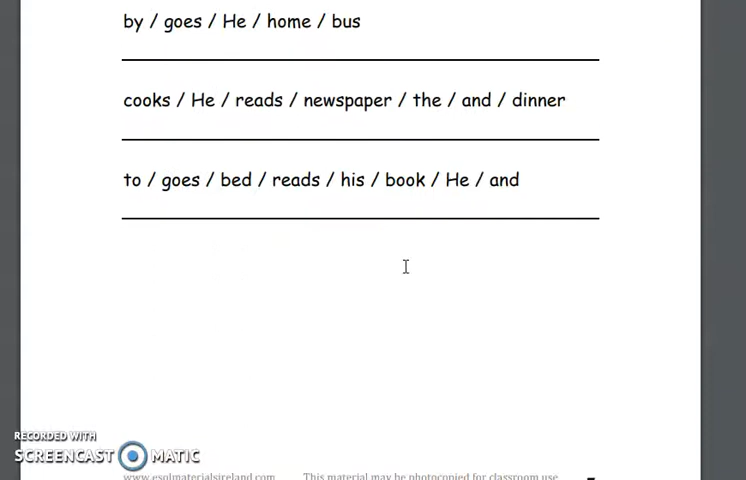 by / goes / He / home / bus
cooks / He / reads / newspaper / the / and / dinner
to / goes / bed / reads / his / book / He / and
RECORDED WITH
SCREENCAST MATIC
www.esolmaterialsireland.com This material may be photocopied for classroom use